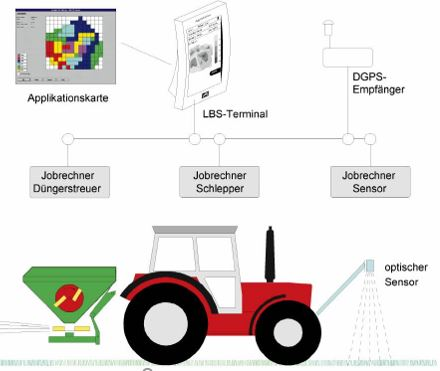 Applikationskarte
LBS-Terminal
DGPS-
Empfänger
Jobrechner
Düngerstreuer
Jobrechner
Schlepper
Jobrechner
Sensor
optischer
Sensor